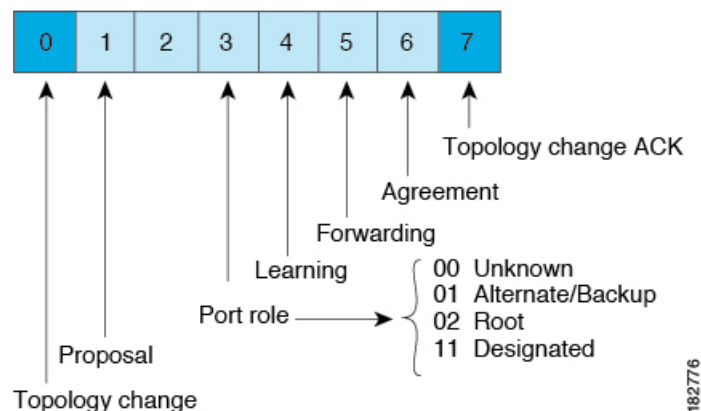 0 1 2 3 4 5 6 7
Topology change ACK
Agreement
Forwarding
Learning
Port role
00 Unknown
01 Alternate/Backup
02 Root
11 Designated
Proposal
Topology change
182776